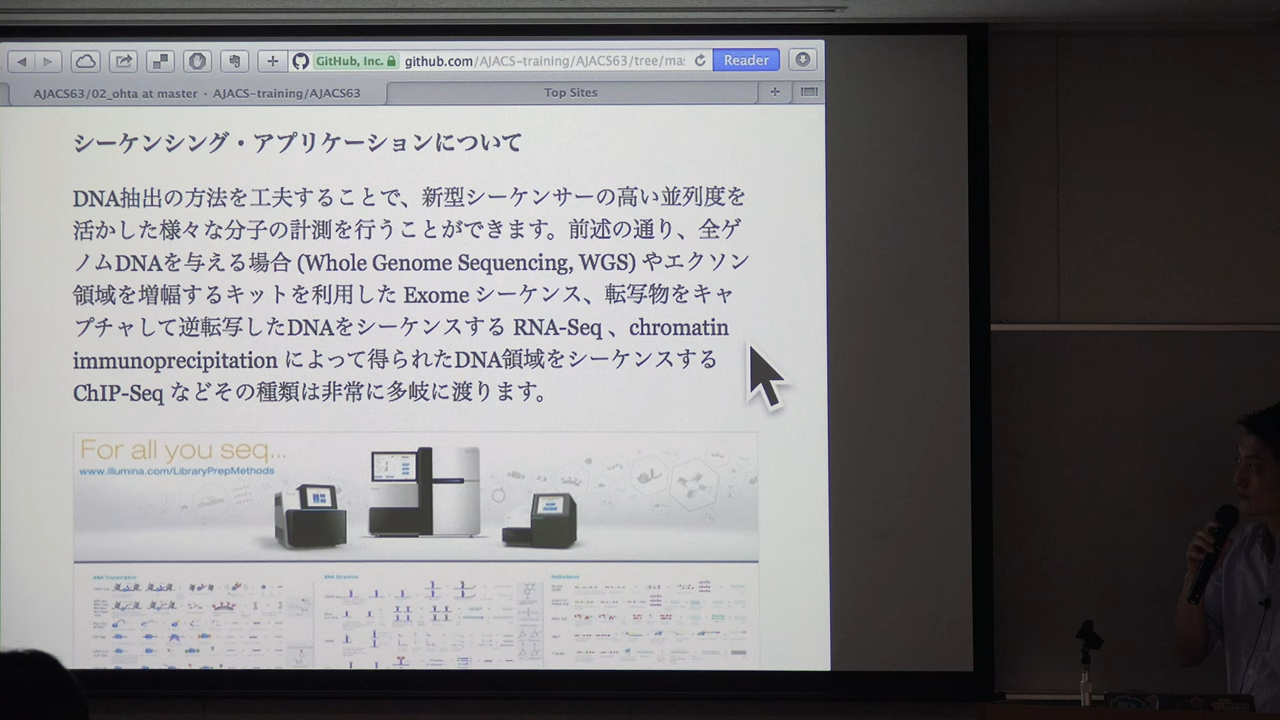 GitHub, Inc.
github.com/AJACS-training/AJACS63/tree/ma
Reader
AJACS63/02_ohta at master · AJACS-training/AJACS63
Top Sites
シーケンシング・アプリケーションについて
DNA抽出の方法を工夫することで、新型シーケンサーの高い並列度を
活かした様々な分子の計測を行うことができます。前述の通り、全ゲ
ノムDNAを与える場合 (Whole Genome Sequencing, WGS) やエクソン
領域を増幅するキットを利用した Exome シーケンス、転写物をキャ
プチャして逆転写したDNAをシーケンスする RNA-Seq 、chromatin
immunoprecipitation によって得られたDNA領域をシーケンスする
ChIP-Seq などその種類は非常に多岐に渡ります。
For all you seq...
www.illumina.com/LibraryPrepMethods
DNA
RNA Structure